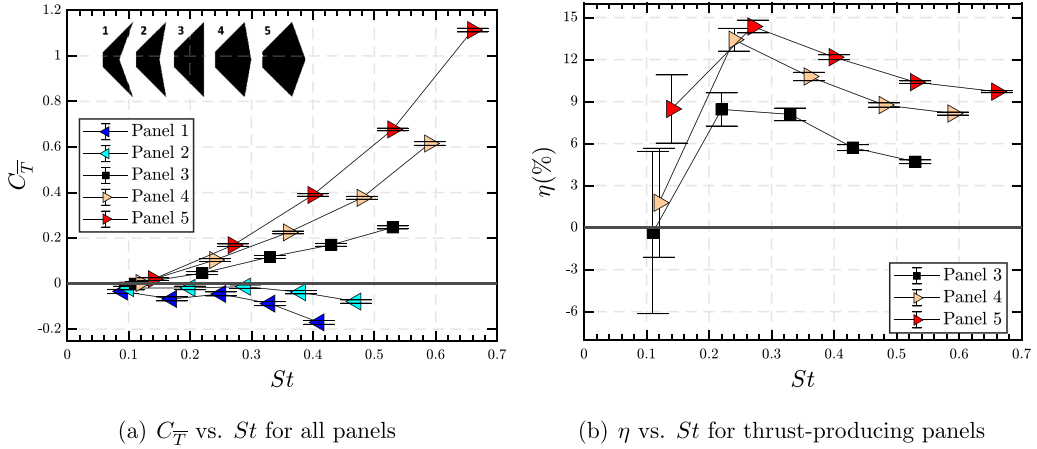 1.2
1
0.8
0.6
0.4
0.2
0
-0.2
0 0.1 0.2 0.3 0.4 0.5 0.6 0.7
C_T̅
St
1 2 3 4 5
Panel 1
Panel 2
Panel 3
Panel 4
Panel 5
(a) C_T̅ vs. St for all panels
15
12
9
6
3
0
-3
-6
0 0.1 0.2 0.3 0.4 0.5 0.6 0.7
η(%)
St
Panel 3
Panel 4
Panel 5
(b) η vs. St for thrust-producing panels